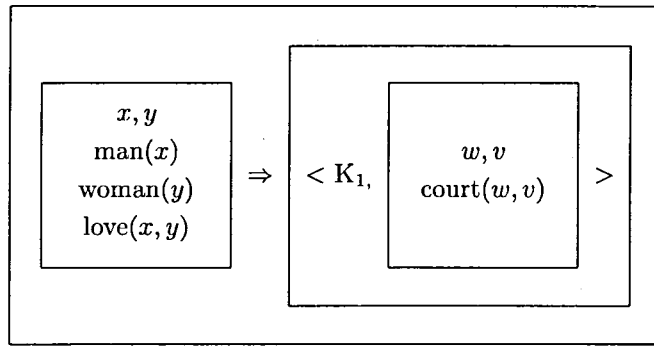 x, y
man(x)
woman(y)
love(x, y)
⇒
< K₁,
w, v
court(w, v)
>